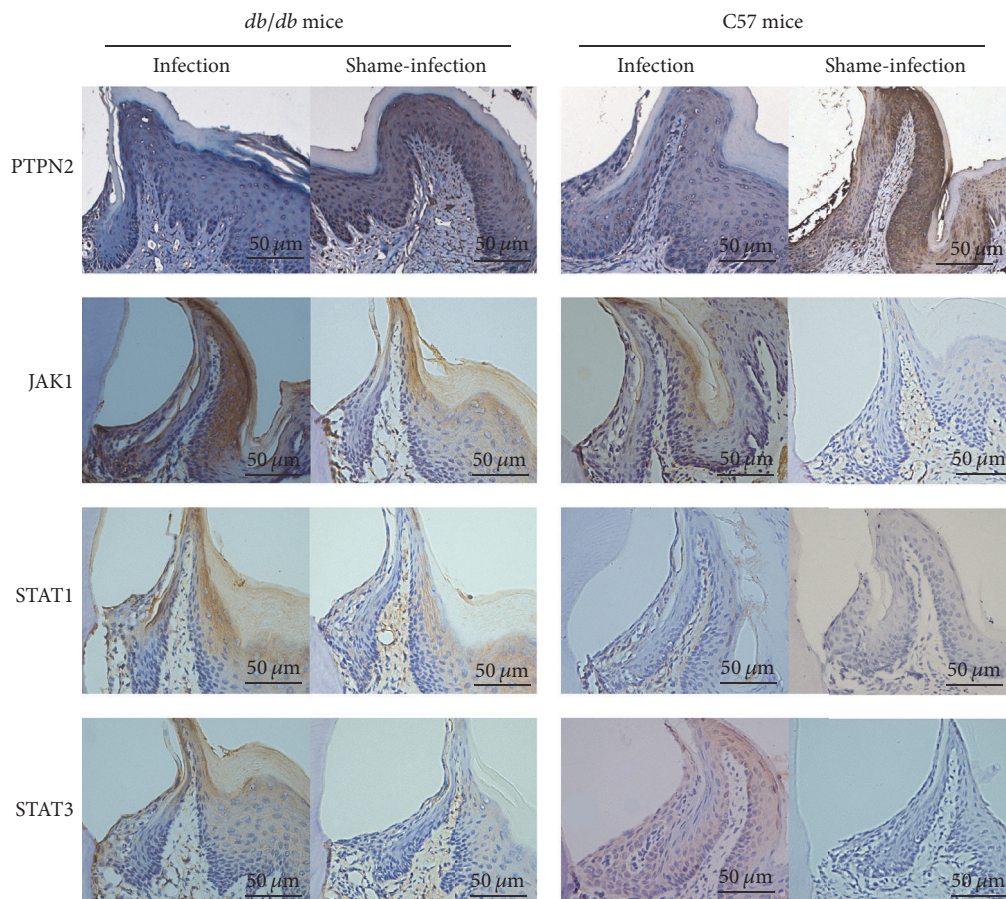 db/db mice C57 mice
Infection Shame-infection Infection Shame-infection
PTPN2
50 μm 50 μm 50 μm 50 μm
JAK1
50 μm 50 μm 50 μm 50 μm
STAT1
50 μm 50 μm 50 μm 50 μm
STAT3
50 μm 50 μm 50 μm 50 μm